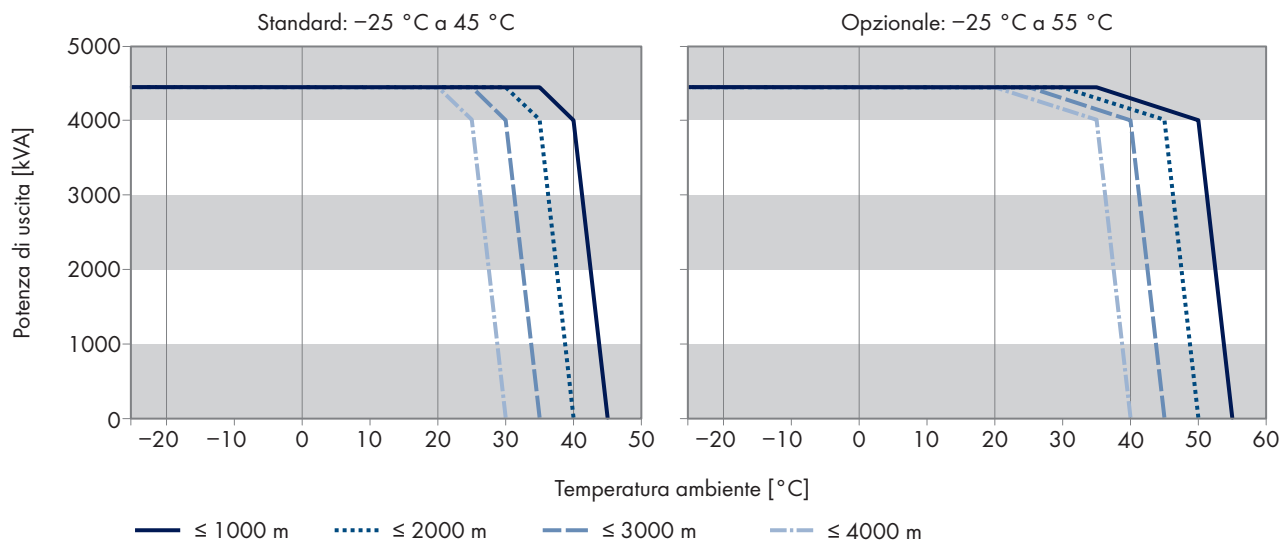 Standard: −25 °C a 45 °C
Opzionale: −25 °C a 55 °C
Potenza di uscita [kVA]
5000
4000
3000
2000
1000
0
−20 −10 0 10 20 30 40 50
−20 −10 0 10 20 30 40 50 60
Temperatura ambiente [°C]
≤ 1000 m ≤ 2000 m ≤ 3000 m ≤ 4000 m